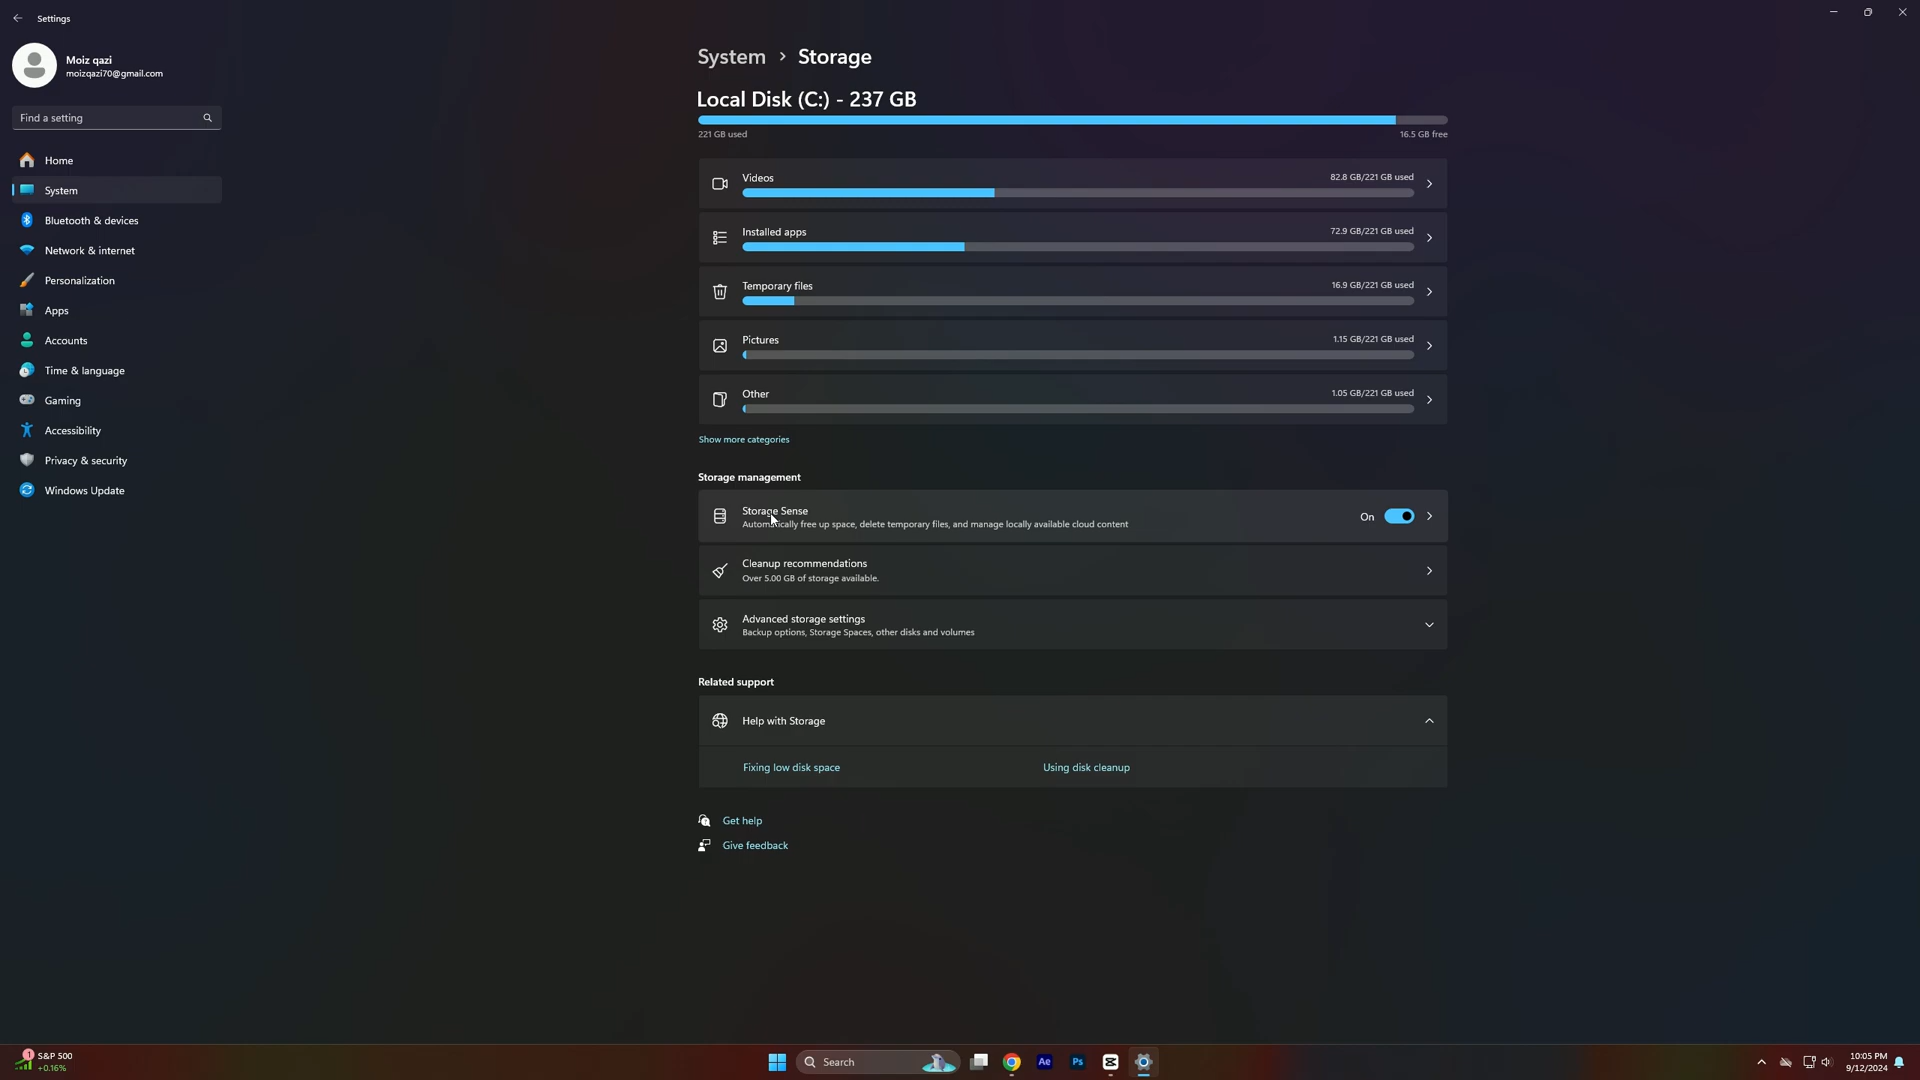 Settings
Moiz qazi
moizqazi70@gmail.com
Find a setting
Home
System
Bluetooth & devices
Network & internet
Personalization
Apps
Accounts
Time & language
Gaming
Accessibility
Privacy & security
Windows Update
System > Storage
Local Disk (C:) - 237 GB
221 GB used 16.5 GB free
Videos 82.8 GB/221 GB used
Installed apps 72.9 GB/221 GB used
Temporary files 16.9 GB/221 GB used
Pictures 1.15 GB/221 GB used
Other 1.05 GB/221 GB used
Show more categories
Storage management
Storage Sense On
Automatically free up space, delete temporary files, and manage locally available cloud content
Cleanup recommendations
Over 5.00 GB of storage available.
Advanced storage settings
Backup options, Storage Spaces, other disks and volumes
Related support
Help with Storage
Fixing low disk space Using disk cleanup
Get help
Give feedback
1 S&P 500
+0.16%
Search
Ae
Ps
10:05 PM
9/12/2024